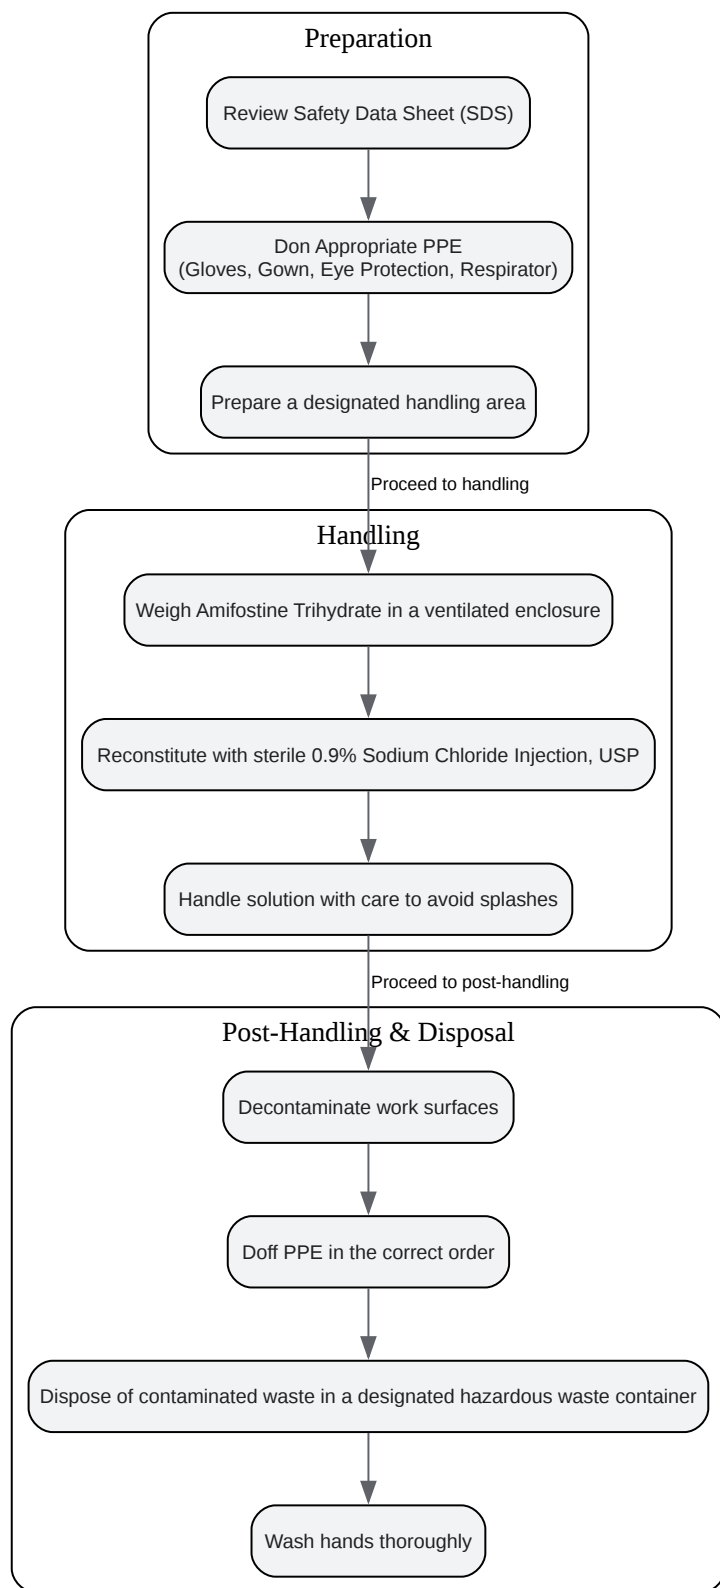 Preparation
Review Safety Data Sheet (SDS)
Don Appropriate PPE
(Gloves, Gown, Eye Protection, Respirator)
Prepare a designated handling area
Proceed to handling
Handling
Weigh Amifostine Trihydrate in a ventilated enclosure
Reconstitute with sterile 0.9% Sodium Chloride Injection, USP
Handle solution with care to avoid splashes
Proceed to post-handling
Post-Handling & Disposal
Decontaminate work surfaces
Doff PPE in the correct order
Dispose of contaminated waste in a designated hazardous waste container
Wash hands thoroughly